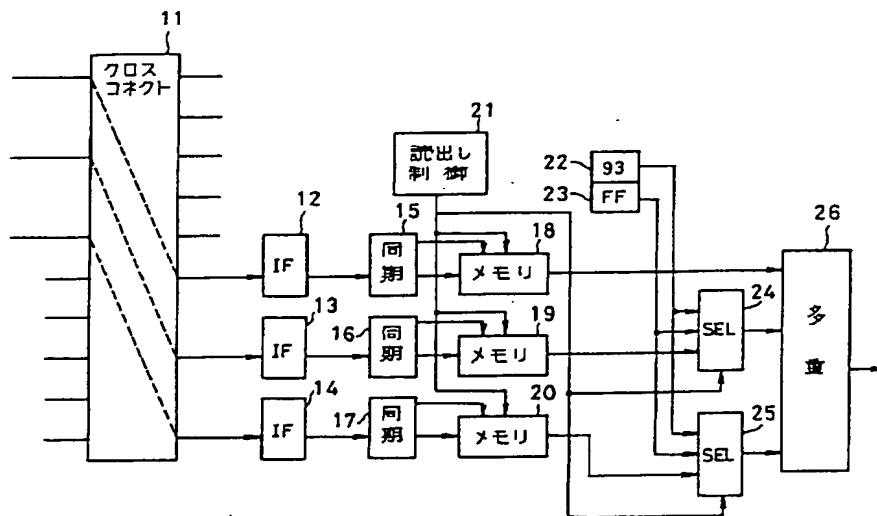 11
クロス
コネクト
21
読出し
制御
22
93
23
FF
12
IF
15
同
期
18
メモリ
26
多
重
13
IF
16
同
期
19
メモリ
24
SEL
14
IF
17
同
期
20
メモリ
25
SEL